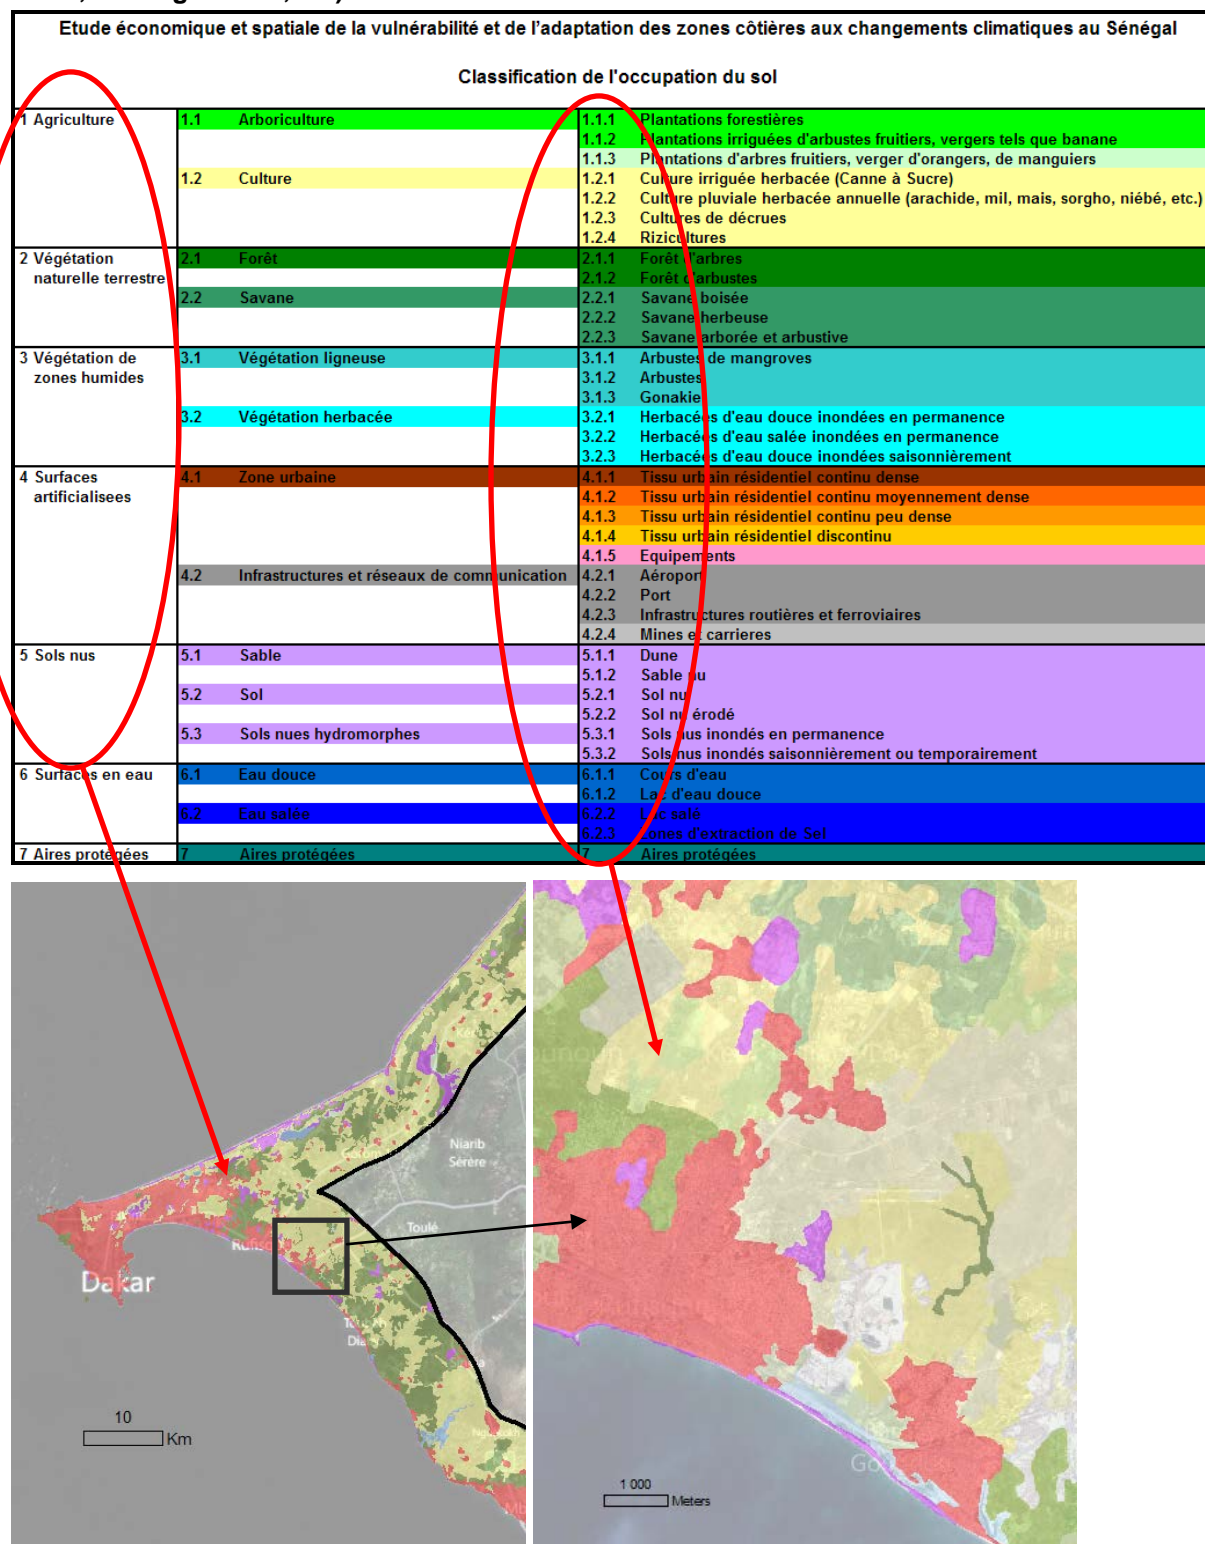 Etude économique et spatiale de la vulnérabilité et de l'adaptation des zones côtières aux changements climatiques au Sénégal
Classification de l'occupation du sol
1 Agriculture 1.1 Arboriculture 1.1.1 Plantations forestières
1.1.2 Plantations irriguées d'arbustes fruitiers, vergers tels que banane
1.1.3 Plantations d'arbres fruitiers, verger d'orangers, de manguiers
1.2 Culture 1.2.1 Culture irriguée herbacée (Canne à Sucre)
1.2.2 Culture pluviale herbacée annuelle (arachide, mil, mais, sorgho, niébé, etc.)
1.2.3 Cultures de décrues
1.2.4 Rizicultures
2 Végétation 2.1 Forêt 2.1.1 Forêt d'arbres
naturelle terrestre 2.1.2 Forêt d'arbustes
2.2 Savane 2.2.1 Savane boisée
2.2.2 Savane herbeuse
2.2.3 Savane arborée et arbustive
3 Végétation de 3.1 Végétation ligneuse 3.1.1 Arbustes de mangroves
zones humides 3.1.2 Arbustes
3.1.3 Gonakie
3.2 Végétation herbacée 3.2.1 Herbacées d'eau douce inondées en permanence
3.2.2 Herbacées d'eau salée inondées en permanence
3.2.3 Herbacées d'eau douce inondées saisonnièrement
4 Surfaces 4.1 Zone urbaine 4.1.1 Tissu urbain résidentiel continu dense
artificialisees 4.1.2 Tissu urbain résidentiel continu moyennement dense
4.1.3 Tissu urbain résidentiel continu peu dense
4.1.4 Tissu urbain résidentiel discontinu
4.1.5 Equipements
4.2 Infrastructures et réseaux de communication 4.2.1 Aéroport
4.2.2 Port
4.2.3 Infrastructures routières et ferroviaires
4.2.4 Mines et carrieres
5 Sols nus 5.1 Sable 5.1.1 Dune
5.1.2 Sable nu
5.2 Sol 5.2.1 Sol nu
5.2.2 Sol nu érodé
5.3 Sols nues hydromorphes 5.3.1 Sols nus inondés en permanence
5.3.2 Sols nus inondés saisonnièrement ou temporairement
6 Surfaces en eau 6.1 Eau douce 6.1.1 Cours d'eau
6.1.2 Lac d'eau douce
6.2 Eau salée 6.2.2 Lac salé
6.2.3 Zones d'extraction de Sel
7 Aires protégées 7 Aires protégées 7 Aires protégées
Niarib
Sérère
Toulé
Dakar
10
Km
1 000
Meters